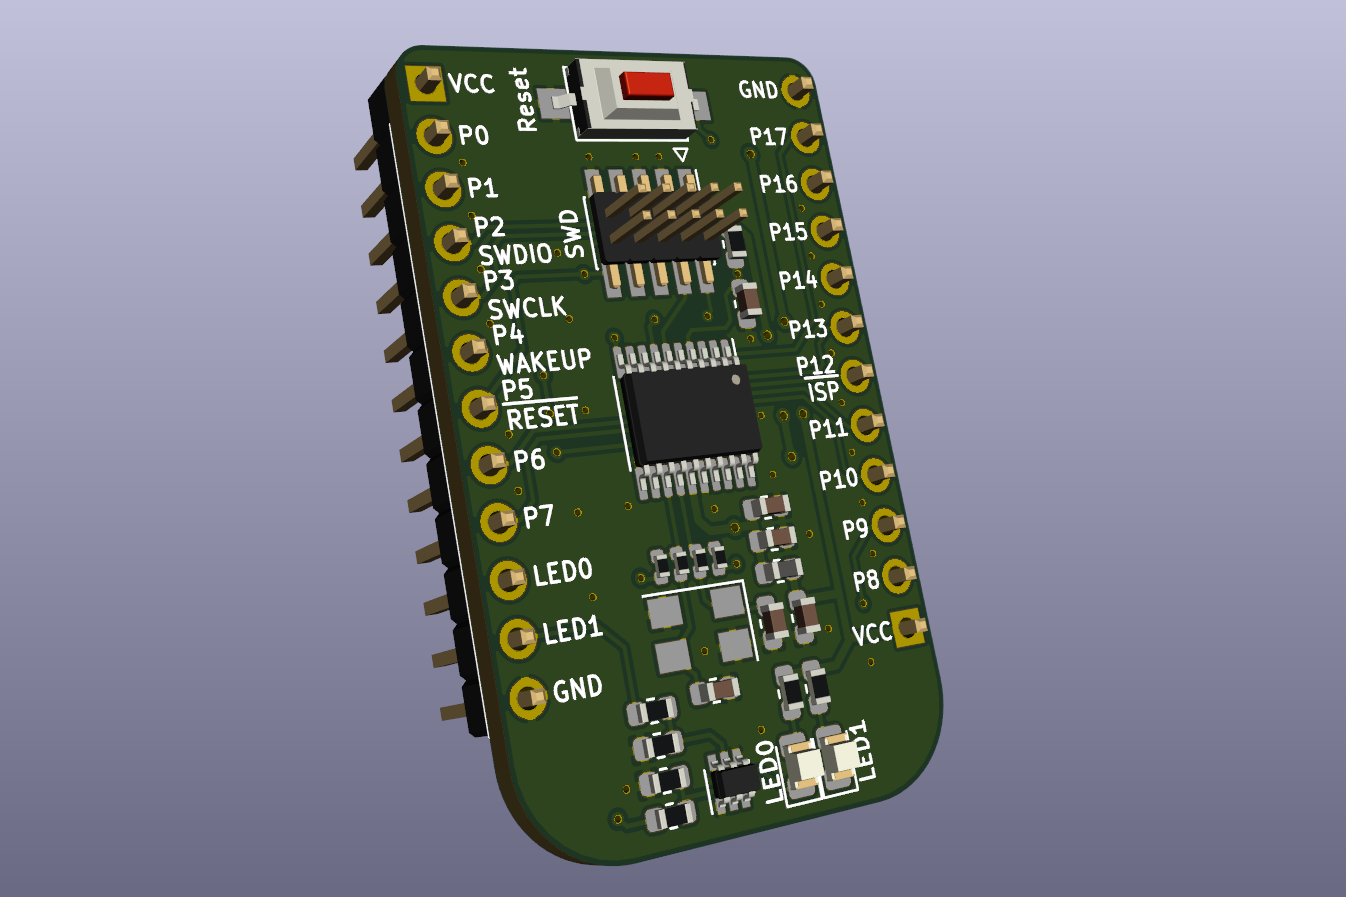 VCC
P0
P1
P2
SWDIO
P3
SWCLK
P4
WAKEUP
P5
RESET
P6
P7
LED0
LED1
GND
Reset
SWD
GND
P17
P16
P15
P14
P13
P12
ISP
P11
P10
P9
P8
VCC
LED0
LED1